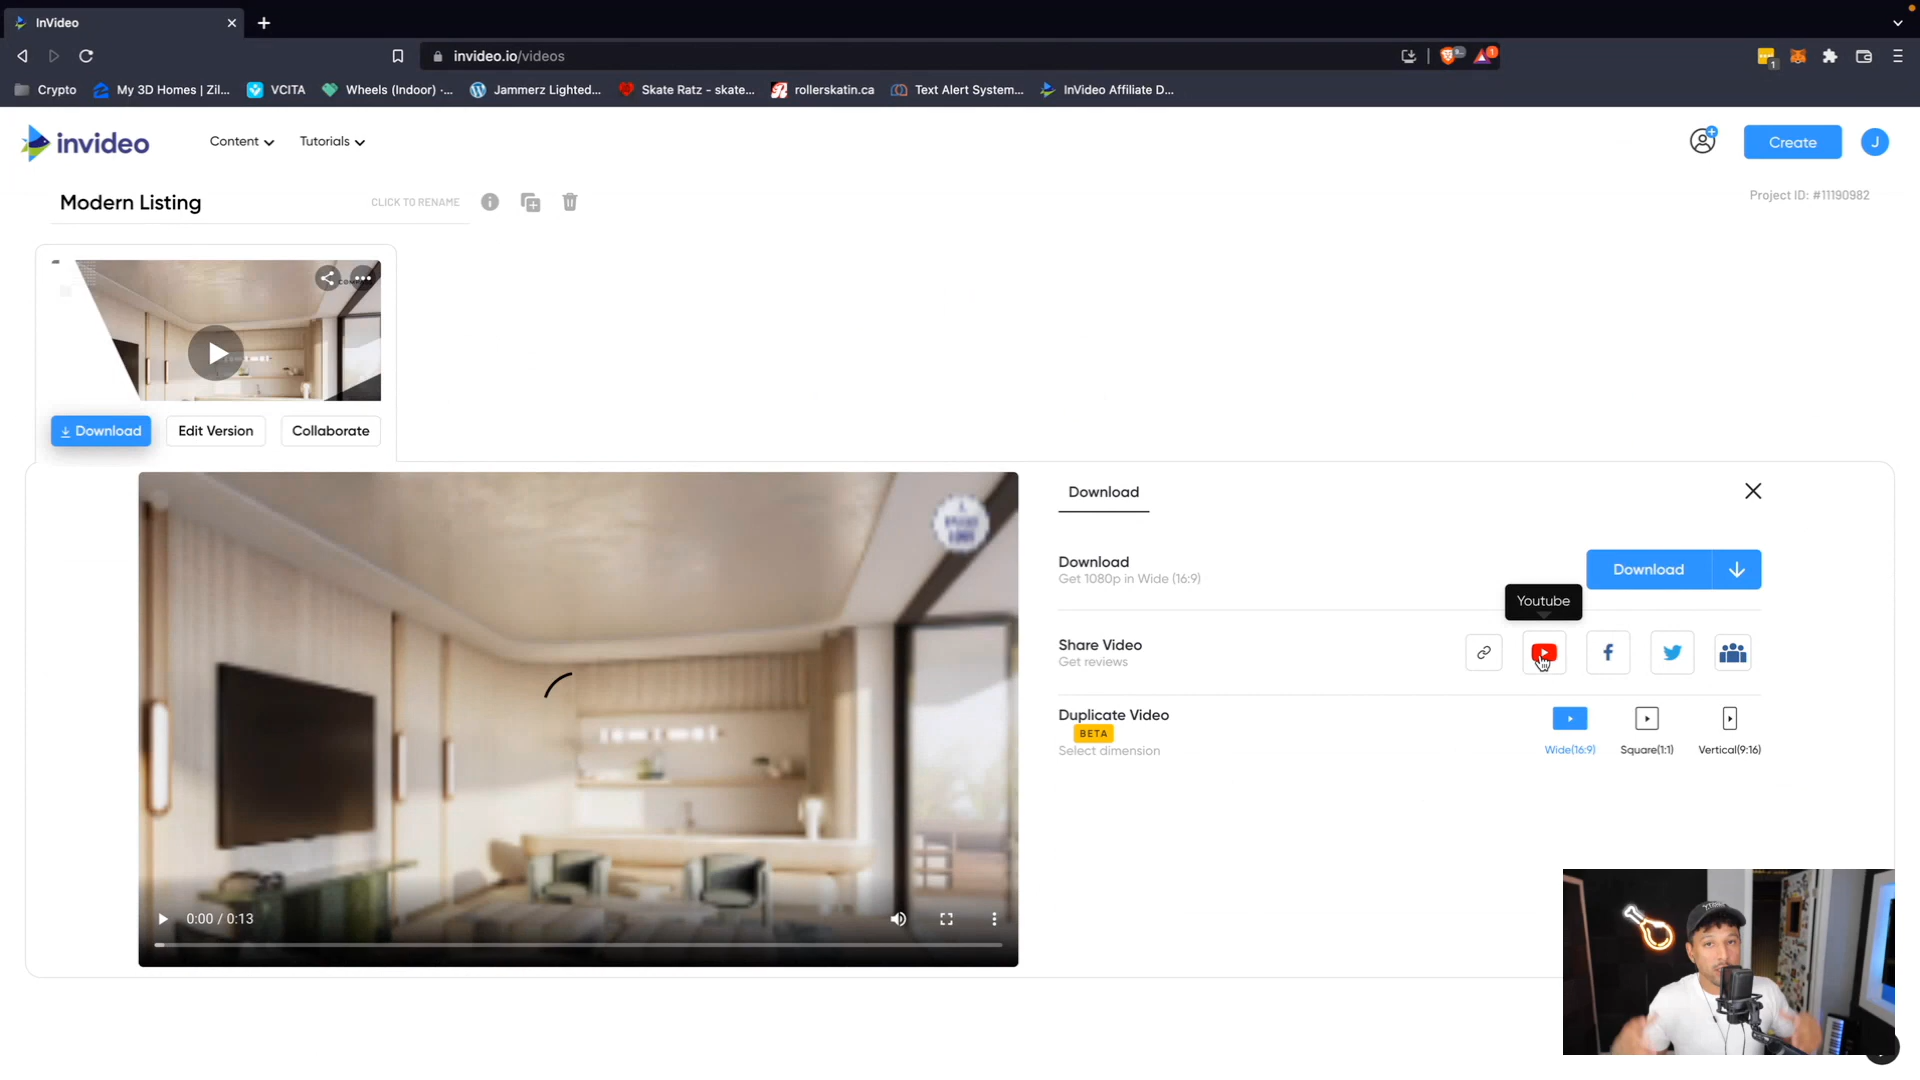 InVideo
invideo.io/videos
Crypto
My 3D Homes | Zil...
VCITA
Wheels (Indoor) -...
Jammerz Lighted...
Skate Ratz - skate...
rollerskatin.ca
Text Alert System...
InVideo Affiliate D...
invideo
Content
Tutorials
Create
J
Modern Listing
CLICK TO RENAME
Project ID: #11190982
Download
Edit Version
Collaborate
Download
Download
Get 1080p in Wide (16:9)
Download
Youtube
Share Video
Get reviews
Duplicate Video
BETA
Select dimension
Wide(16:9)
Square(1:1)
Vertical(9:16)
0:00 / 0:13